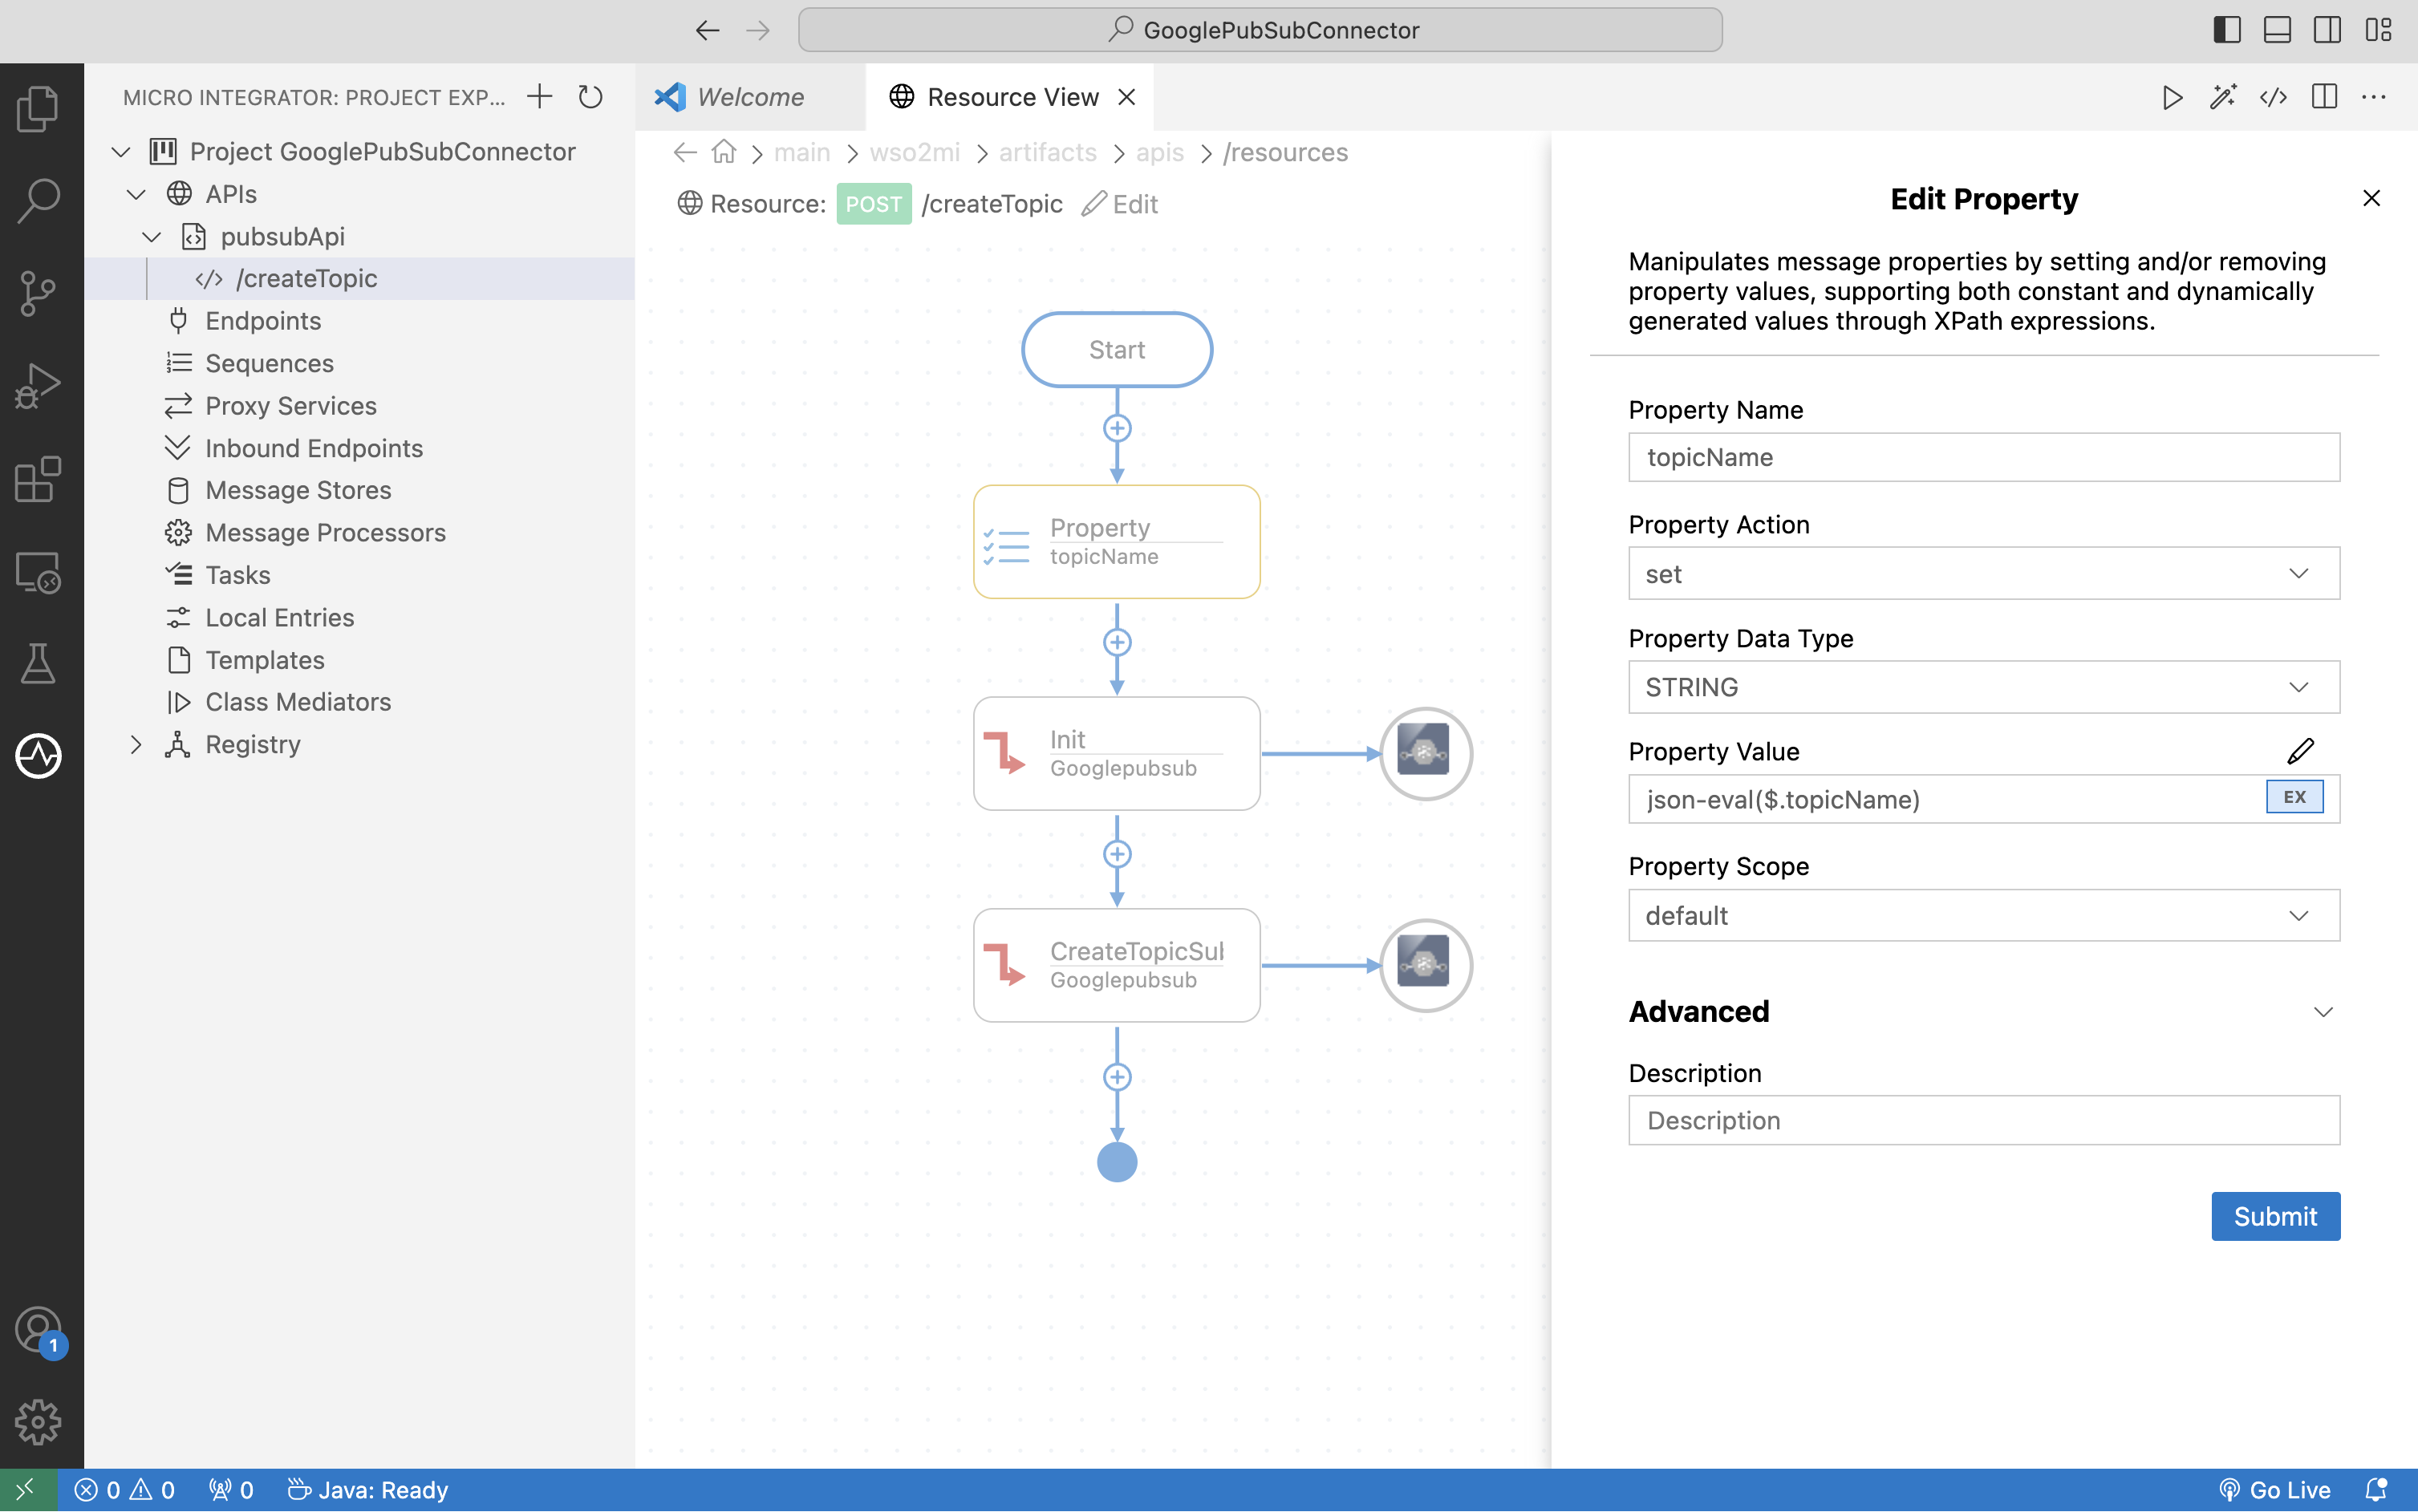 GooglePubSubConnector
MICRO INTEGRATOR: PROJECT EXP...
Project GooglePubSubConnector
APIs
pubsubApi
/createTopic
Endpoints
Sequences
Proxy Services
Inbound Endpoints
Message Stores
Message Processors
Tasks
Local Entries
Templates
Class Mediators
Registry
1
Welcome
Resource View
main > wso2mi > artifacts > apis > /resources
Resource: POST /createTopic Edit
Start
Property
topicName
Init
Googlepubsub
CreateTopicSu
Googlepubsub
Edit Property
Manipulates message properties by setting and/or removing
property values, supporting both constant and dynamically
generated values through XPath expressions.
Property Name
topicName
Property Action
set
Property Data Type
STRING
Property Value
json-eval($.topicName)
EX
Property Scope
default
Advanced
Description
Description
Submit
0 0 0 Java: Ready
Go Live